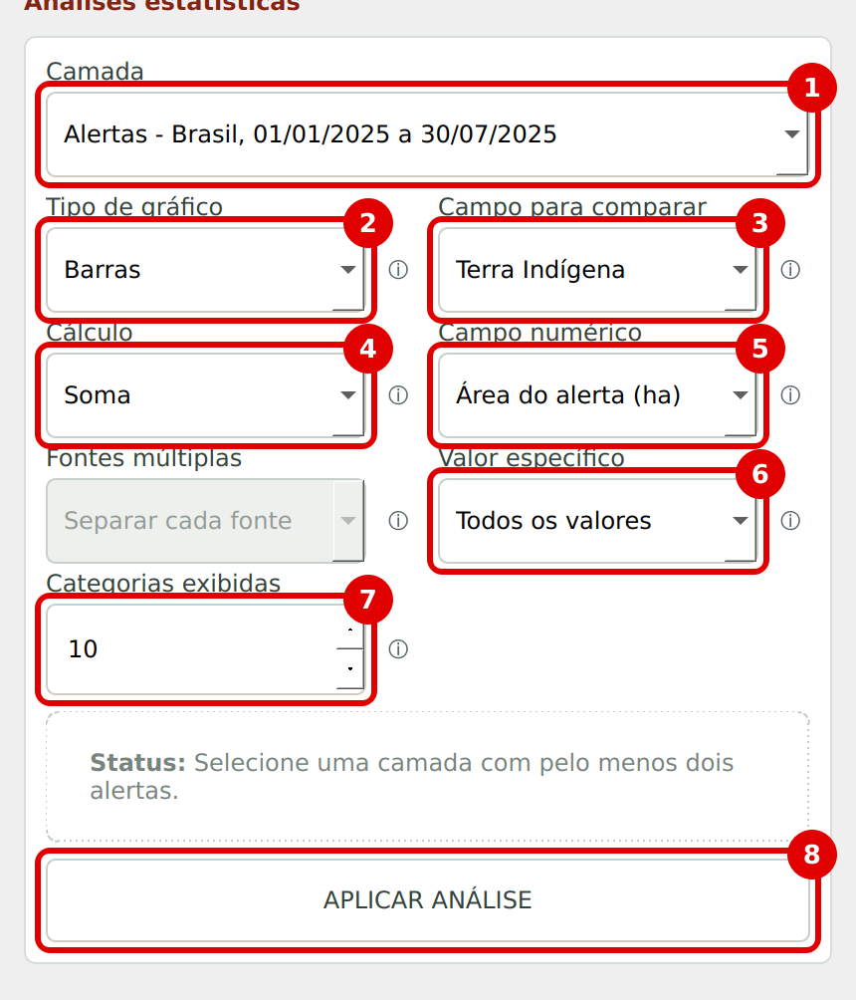 Análises estatísticas
Camada
1
Alertas - Brasil, 01/01/2025 a 30/07/2025
Tipo de gráfico
2
Campo para comparar
3
Barras
Terra Indígena
Cálculo
4
Campo numérico
5
Soma
Área do alerta (ha)
Fontes múltiplas
Valor específico
6
Separar cada fonte
Todos os valores
Categorias exibidas
7
10
Status: Selecione uma camada com pelo menos dois
alertas.
8
APLICAR ANÁLISE